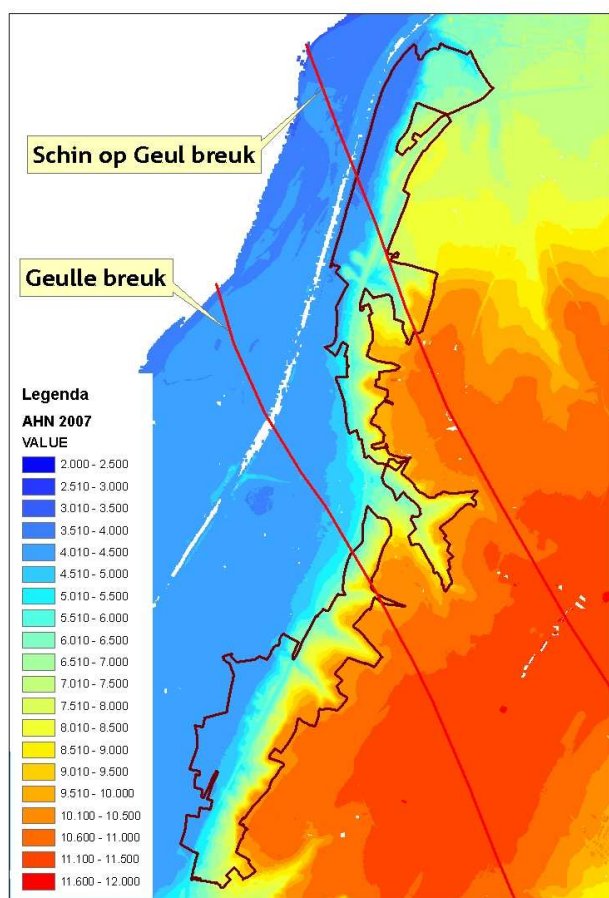 Schin op Geul breuk
Geulle breuk
Legenda
AHN 2007
VALUE
2.000 - 2.500
2.510 - 3.000
3.010 - 3.500
3.510 - 4.000
4.010 - 4.500
4.510 - 5.000
5.010 - 5.500
5.510 - 6.000
6.010 - 6.500
6.510 - 7.000
7.010 - 7.500
7.510 - 8.000
8.010 - 8.500
8.510 - 9.000
9.010 - 9.500
9.510 - 10.000
10.100 - 10.500
10.600 - 11.000
11.100 - 11.500
11.600 - 12.000